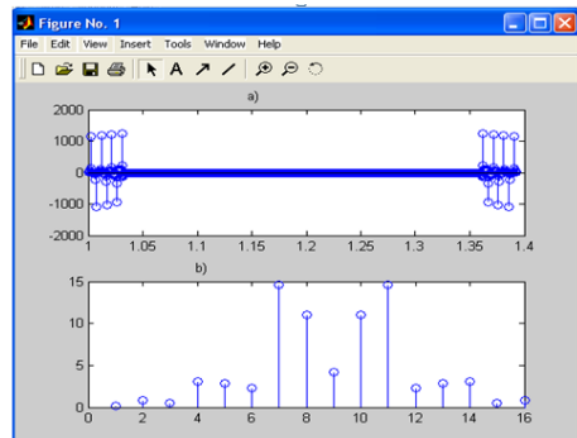 Figure No. 1
File Edit View Insert Tools Window Help
A
a)
2000
1000
0
-1000
-2000
1 1.05 1.1 1.15 1.2 1.25 1.3 1.35 1.4
b)
15
10
5
0
0 2 4 6 8 10 12 14 16